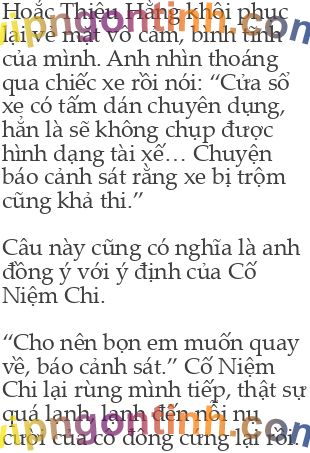 Hoắc Thiệu Hằng khôi phục
lại vẻ mặt vô cảm, bình tĩnh
của mình. Anh nhìn thoáng
qua chiếc xe rồi nói: “Cửa sổ
xe có tấm dán chuyên dụng,
hẳn là sẽ không chụp được
hình dạng tài xế… Chuyện
báo cảnh sát rằng xe bị trộm
cũng khả thi.”
Câu này cũng có nghĩa là anh
đồng ý với ý định của Cố
Niệm Chi.
“Cho nên bọn em muốn quay
về, báo cảnh sát.” Cố Niệm
Chi lại rùng mình tiếp, thật sự
quá lạnh, lạnh đến nỗi nụ
cười của cô đông cứng lại rồi.